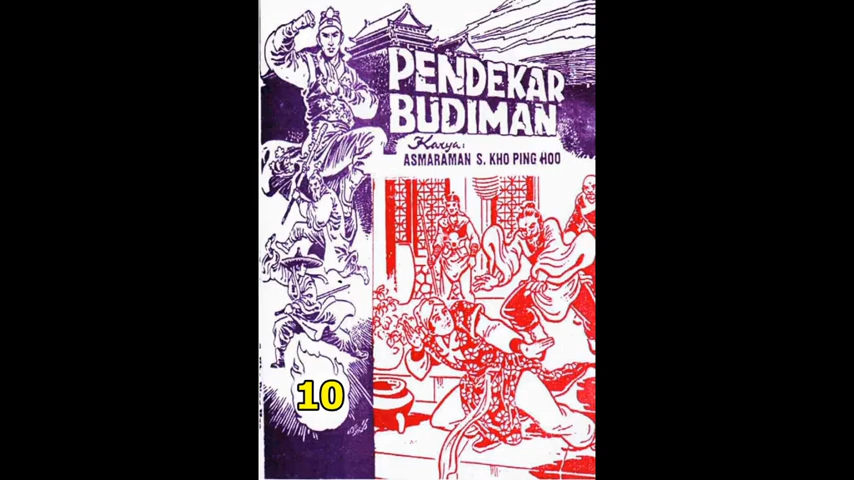 PENDEKAR
BUDIMAN
Karya:
ASMARAMAN S. KHO PING HOO
10